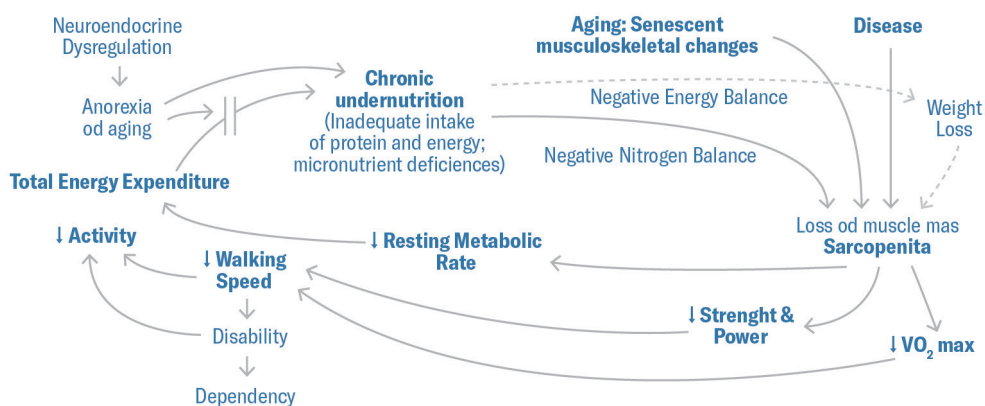 Neuroendocrine
Dysregulation
Anorexia
od aging
Total Energy Expenditure
Chronic
undernutrition
(Inadequate intake
of protein and energy;
micronutrient deficiences)
Aging: Senescent
musculoskeletal changes
Disease
Negative Energy Balance
Weight
Loss
Negative Nitrogen Balance
Loss od muscle mas
Sarcopenita
↓ Activity
↓ Walking
Speed
↓ Resting Metabolic
Rate
↓ Strenght &
Power
↓ VO₂ max
Disability
Dependency